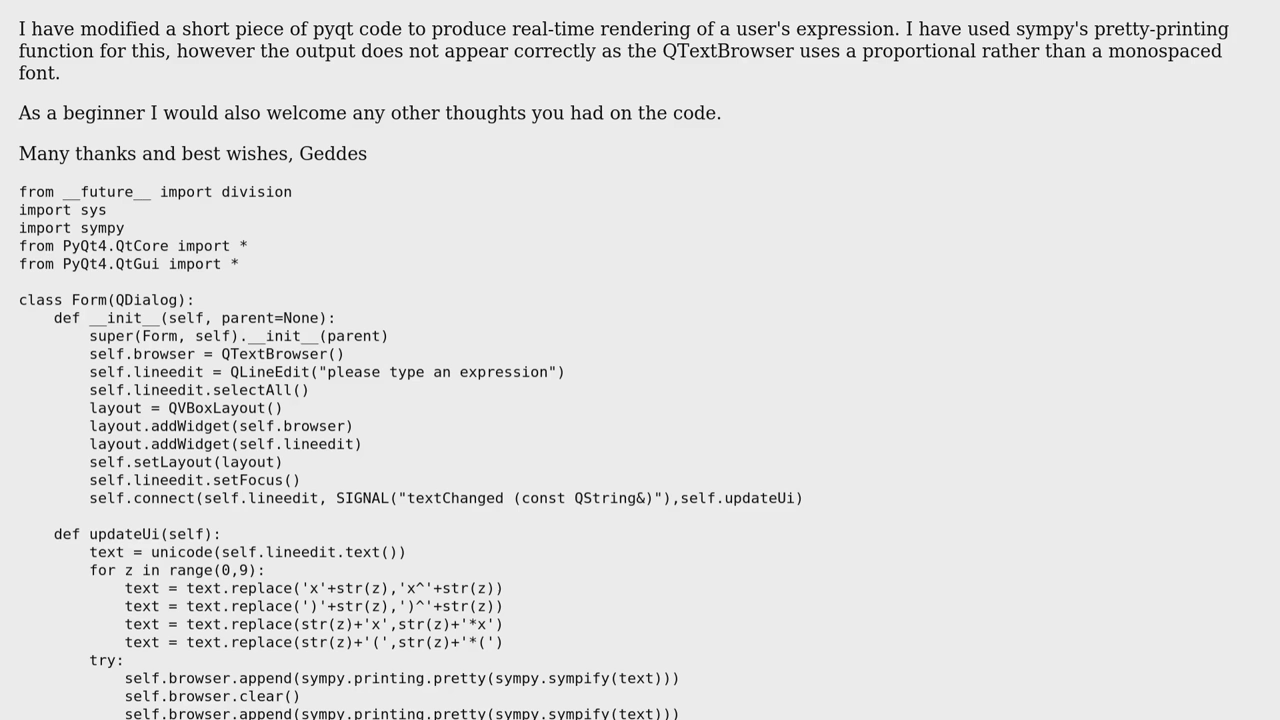 I have modified a short piece of pyqt code to produce real-time rendering of a user's expression. I have used sympy's pretty-printing
function for this, however the output does not appear correctly as the QTextBrowser uses a proportional rather than a monospaced
font.
As a beginner I would also welcome any other thoughts you had on the code.
Many thanks and best wishes, Geddes
from __future__ import division
import sys
import sympy
from PyQt4.QtCore import *
from PyQt4.QtGui import *
class Form(QDialog):
    def __init__(self, parent=None):
        super(Form, self).__init__(parent)
        self.browser = QTextBrowser()
        self.lineedit = QLineEdit("please type an expression")
        self.lineedit.selectAll()
        layout = QVBoxLayout()
        layout.addWidget(self.browser)
        layout.addWidget(self.lineedit)
        self.setLayout(layout)
        self.lineedit.setFocus()
        self.connect(self.lineedit, SIGNAL("textChanged (const QString&)"),self.updateUi)
    def updateUi(self):
        text = unicode(self.lineedit.text())
        for z in range(0,9):
            text = text.replace('x'+str(z),'x^'+str(z))
            text = text.replace(')'+str(z),')^'+str(z))
            text = text.replace(str(z)+'x',str(z)+'*x')
            text = text.replace(str(z)+'(',str(z)+'*(')
        try:
            self.browser.append(sympy.printing.pretty(sympy.sympify(text)))
            self.browser.clear()
            self.browser.append(sympy.printing.pretty(sympy.sympify(text)))